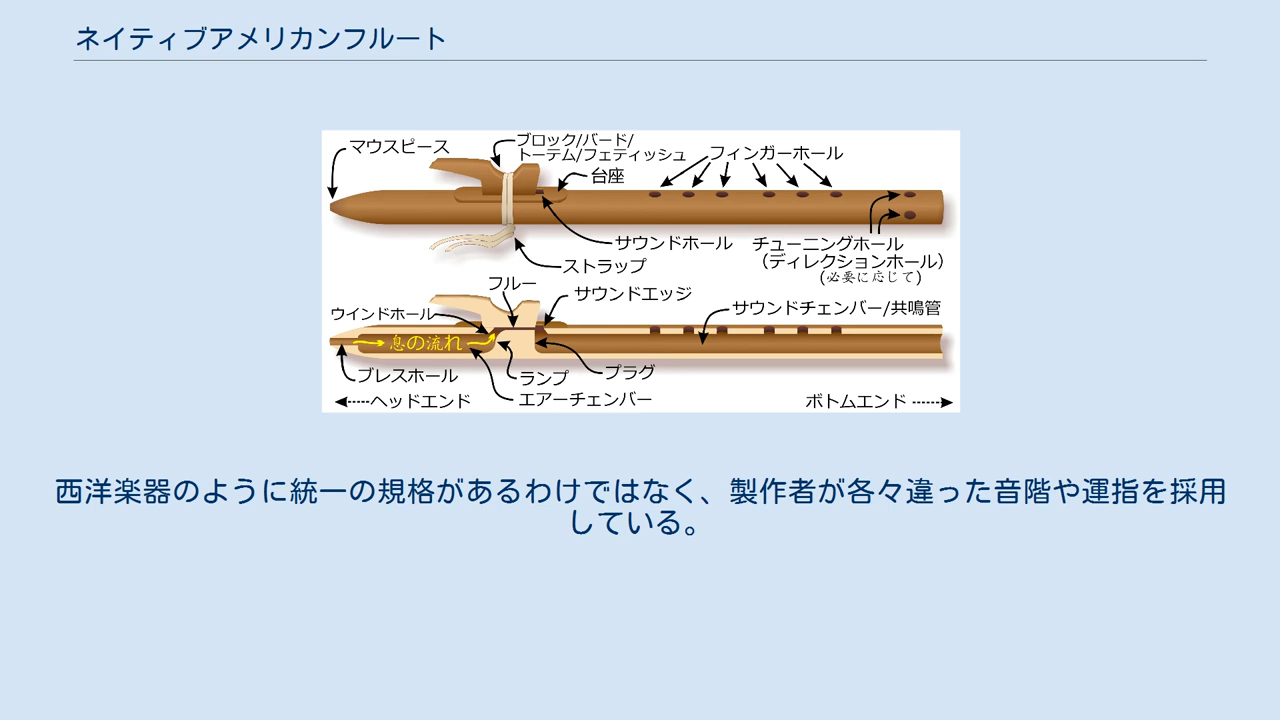 ネイティブアメリカンフルート
マウスピース
ブロック/バード/
トーテム/フェティッシュ
台座
フィンガーホール
サウンドホール
ストラップ
チューニングホール
（ディレクションホール）
(必要に応じて)
フルー
サウンドエッジ
ウインドホール
サウンドチェンバー/共鳴管
息の流れ
ブレスホール
ランプ
プラグ
エアーチェンバー
ヘッドエンド
ボトムエンド
西洋楽器のように統一の規格があるわけではなく、製作者が各々違った音階や運指を採用
している。